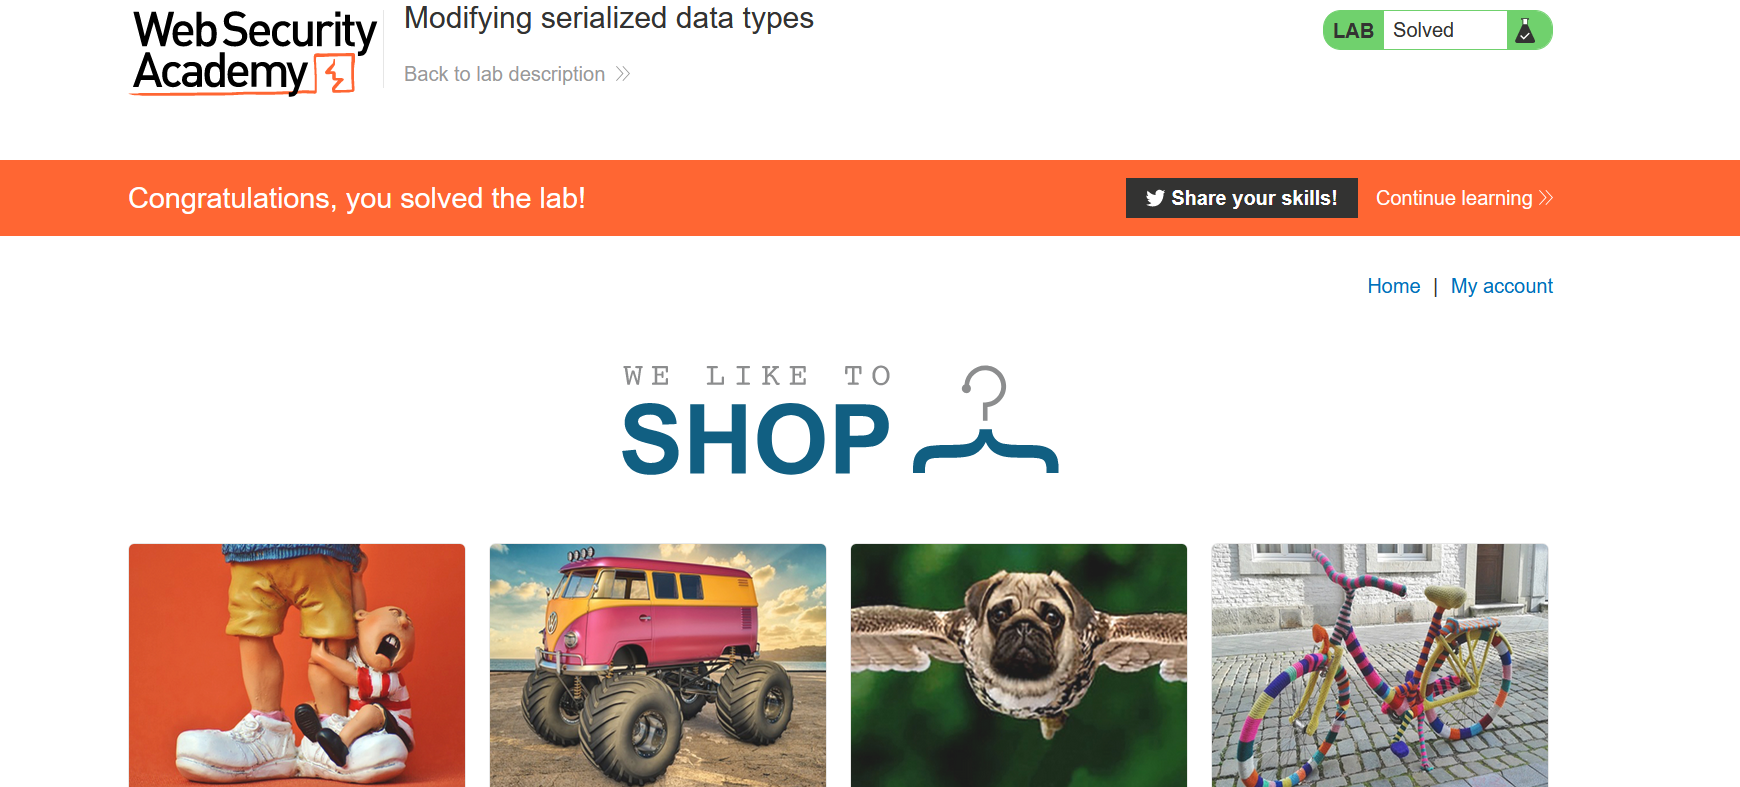 Web Security
Academy
Modifying serialized data types
Back to lab description
LAB Solved
Congratulations, you solved the lab!
Share your skills!
Continue learning
Home | My account
WE LIKE TO
SHOP